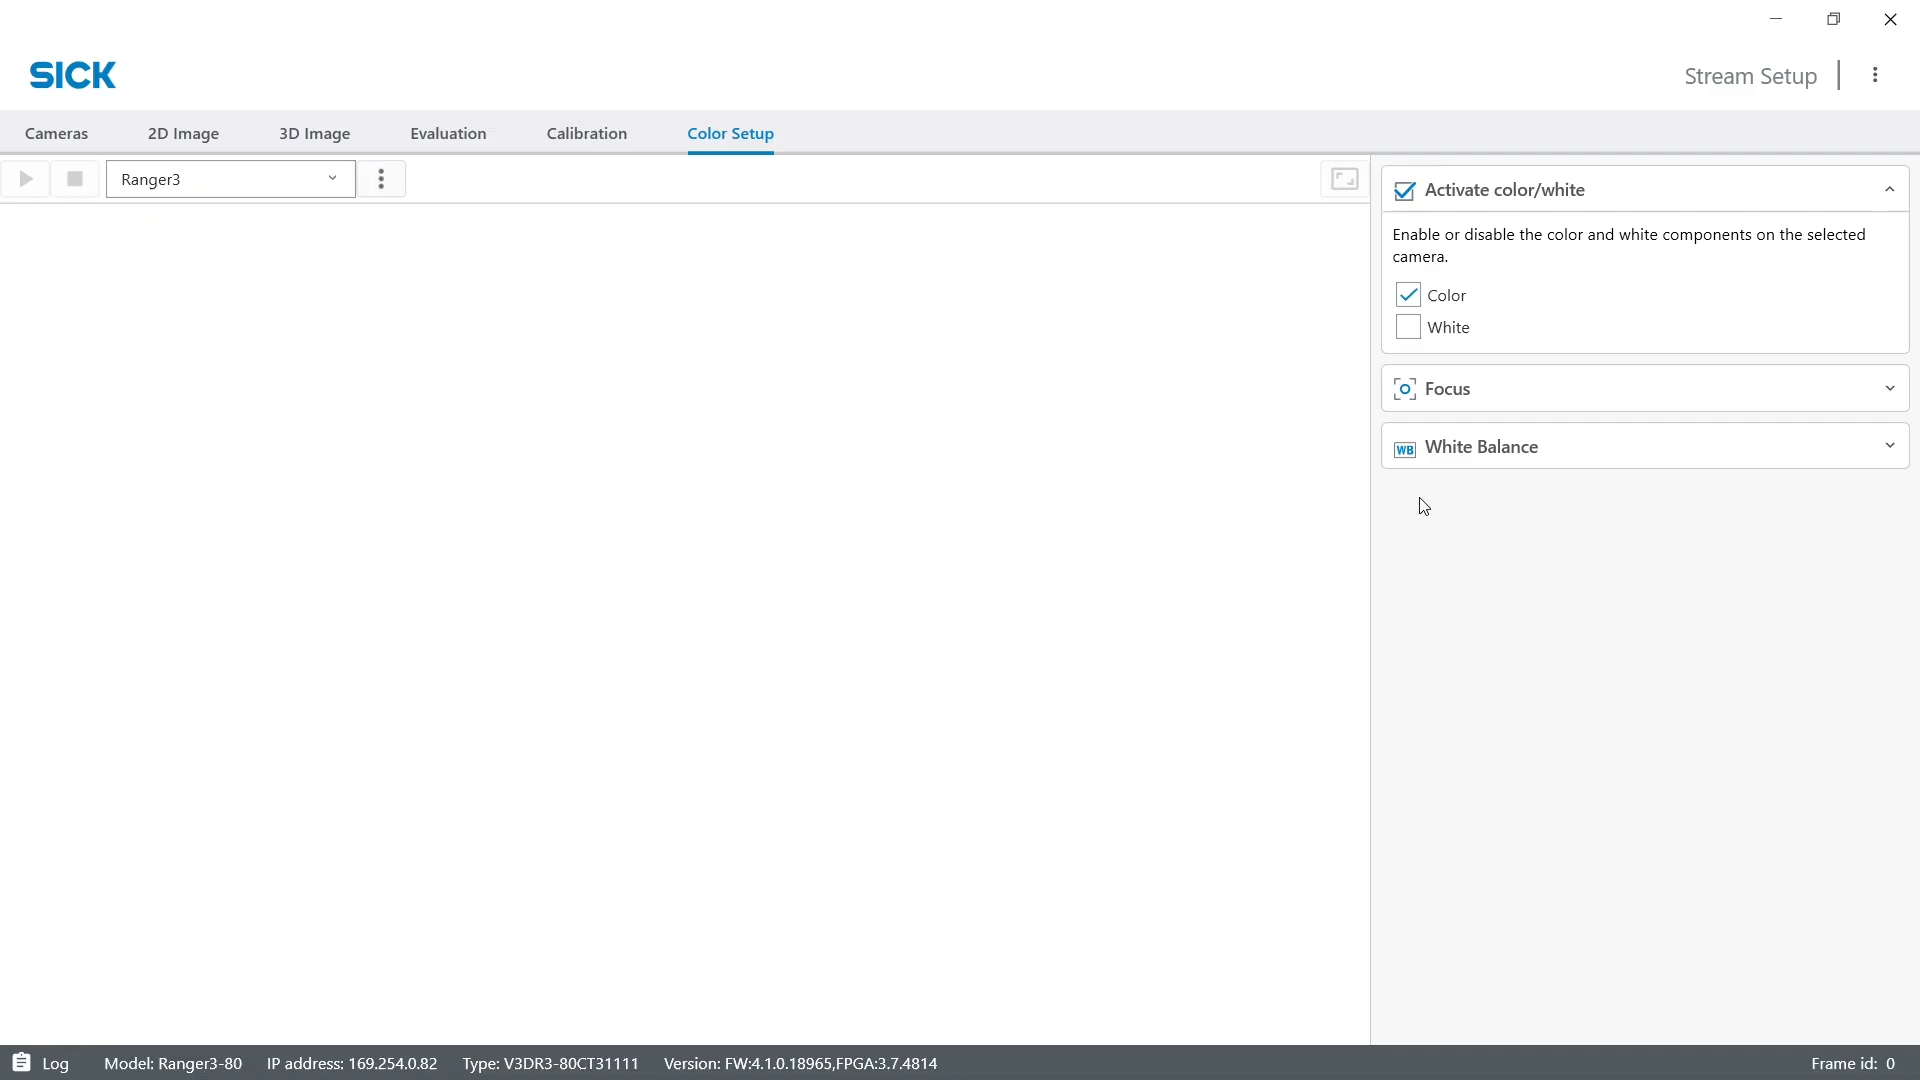 SICK
Stream Setup
Cameras 2D Image 3D Image Evaluation Calibration Color Setup
Ranger3
Activate color/white
Enable or disable the color and white components on the selected
camera.
Color
White
Focus
WB White Balance
Log Model: Ranger3-80 IP address: 169.254.0.82 Type: V3DR3-80CT31111 Version: FW:4.1.0.18965,FPGA:3.7.4814 Frame id: 0